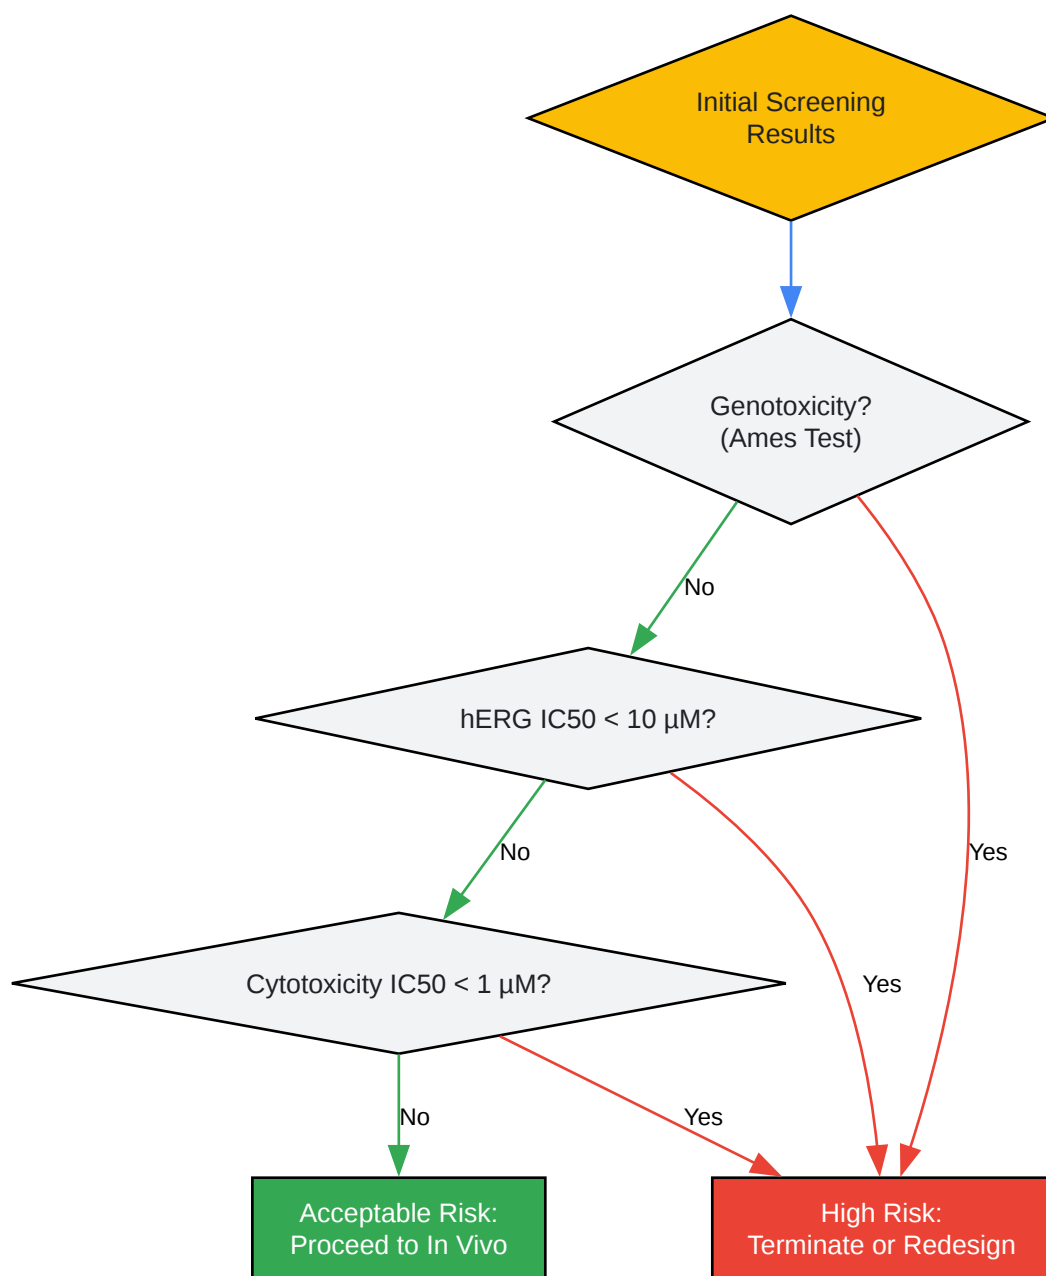 Initial Screening
Results
Genotoxicity?
(Ames Test)
No
hERG IC50 < 10 µM?
No
Yes
Cytotoxicity IC50 < 1 µM?
Yes
No
Yes
Acceptable Risk:
Proceed to In Vivo
High Risk:
Terminate or Redesign